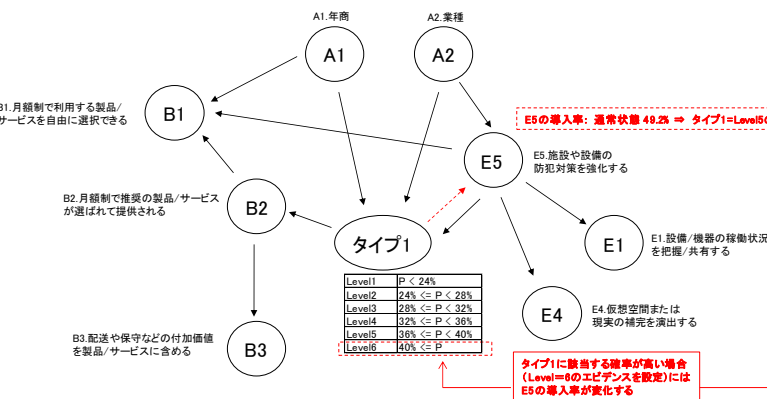 A1.年商
A2.業種
A1
A2
B1.月額制で利用する製品/
サービスを自由に選択できる
B1
E5の導入率: 通常状態 49.2% ⇒ タイプ1=Level5の
E5
E5.施設や設備の
防犯対策を強化する
B2.月額制で推奨の製品/サービス
が選ばれて提供される
B2
タイプ1
E1
E1.設備/機器の稼働状況
を把握/共有する
Level1 P < 24%
Level2 24% <= P < 28%
Level3 28% <= P < 32%
Level4 32% <= P < 36%
Level5 36% <= P < 40%
Level6 40% <= P
E4
E4.仮想空間または
現実の補完を演出する
B3.配送や保守などの付加価値
を製品/サービスに含める
B3
タイプ1に該当する確率が高い場合
(Level=6のエビデンスを設定)には
E5の導入率が変化する